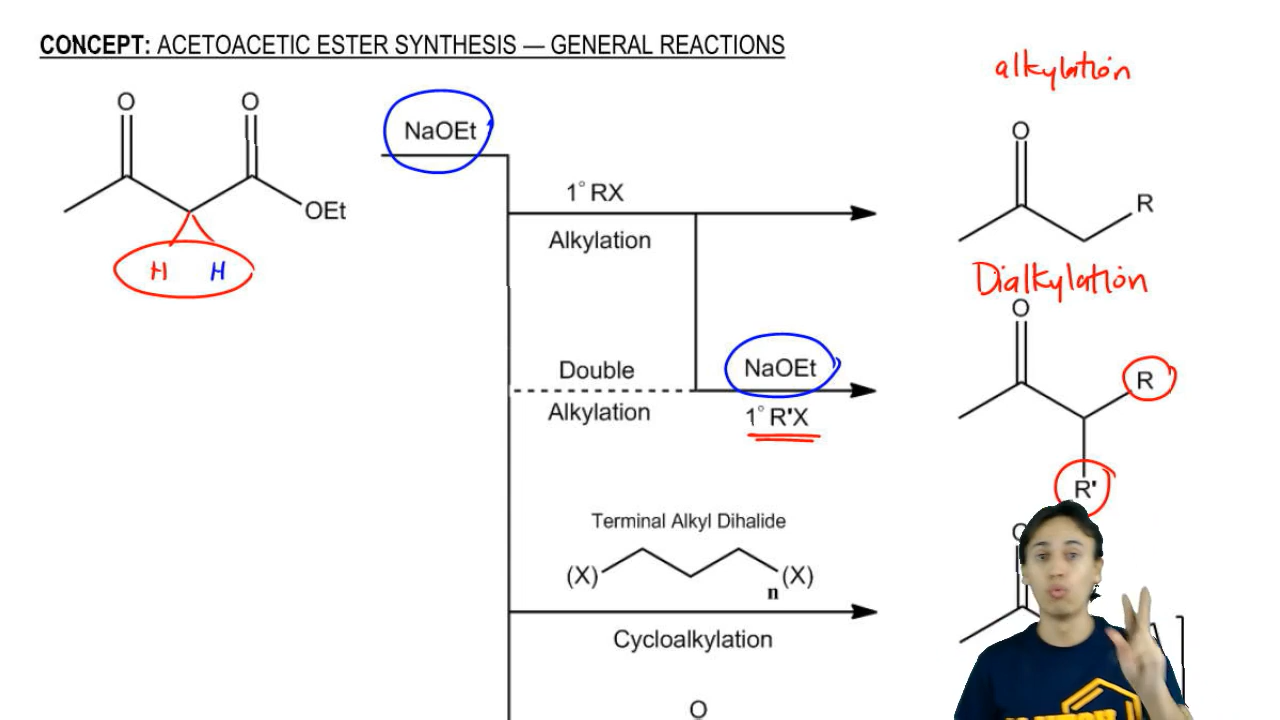 CONCEPT: ACETOACETIC ESTER SYNTHESIS — GENERAL REACTIONS
alkylation
O
O
OEt
H H
NaOEt
1° RX
Alkylation
O
R
Dialkylation
Double
Alkylation
NaOEt
1° R'X
O
R
R'
Terminal Alkyl Dihalide
(X)
(X)
n
Cycloalkylation
O